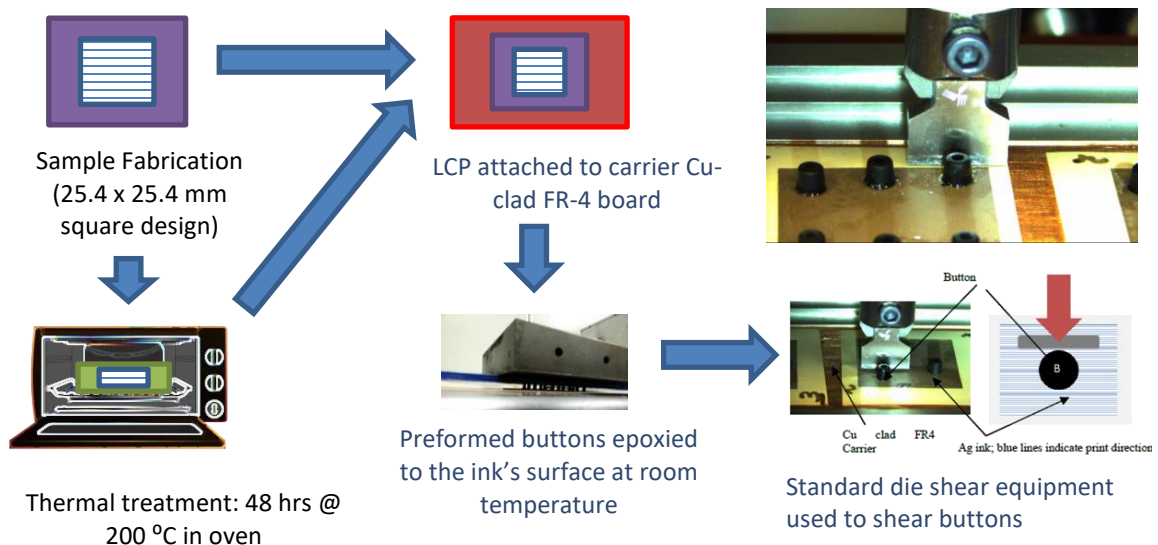 Sample Fabrication
(25.4 x 25.4 mm
square design)
LCP attached to carrier Cu-
clad FR-4 board
Thermal treatment: 48 hrs @
200 ⁰C in oven
Preformed buttons epoxied
to the ink's surface at room
temperature
Button
B
Cu clad FR4
Carrier
Ag ink; blue lines indicate print direction
Standard die shear equipment
used to shear buttons